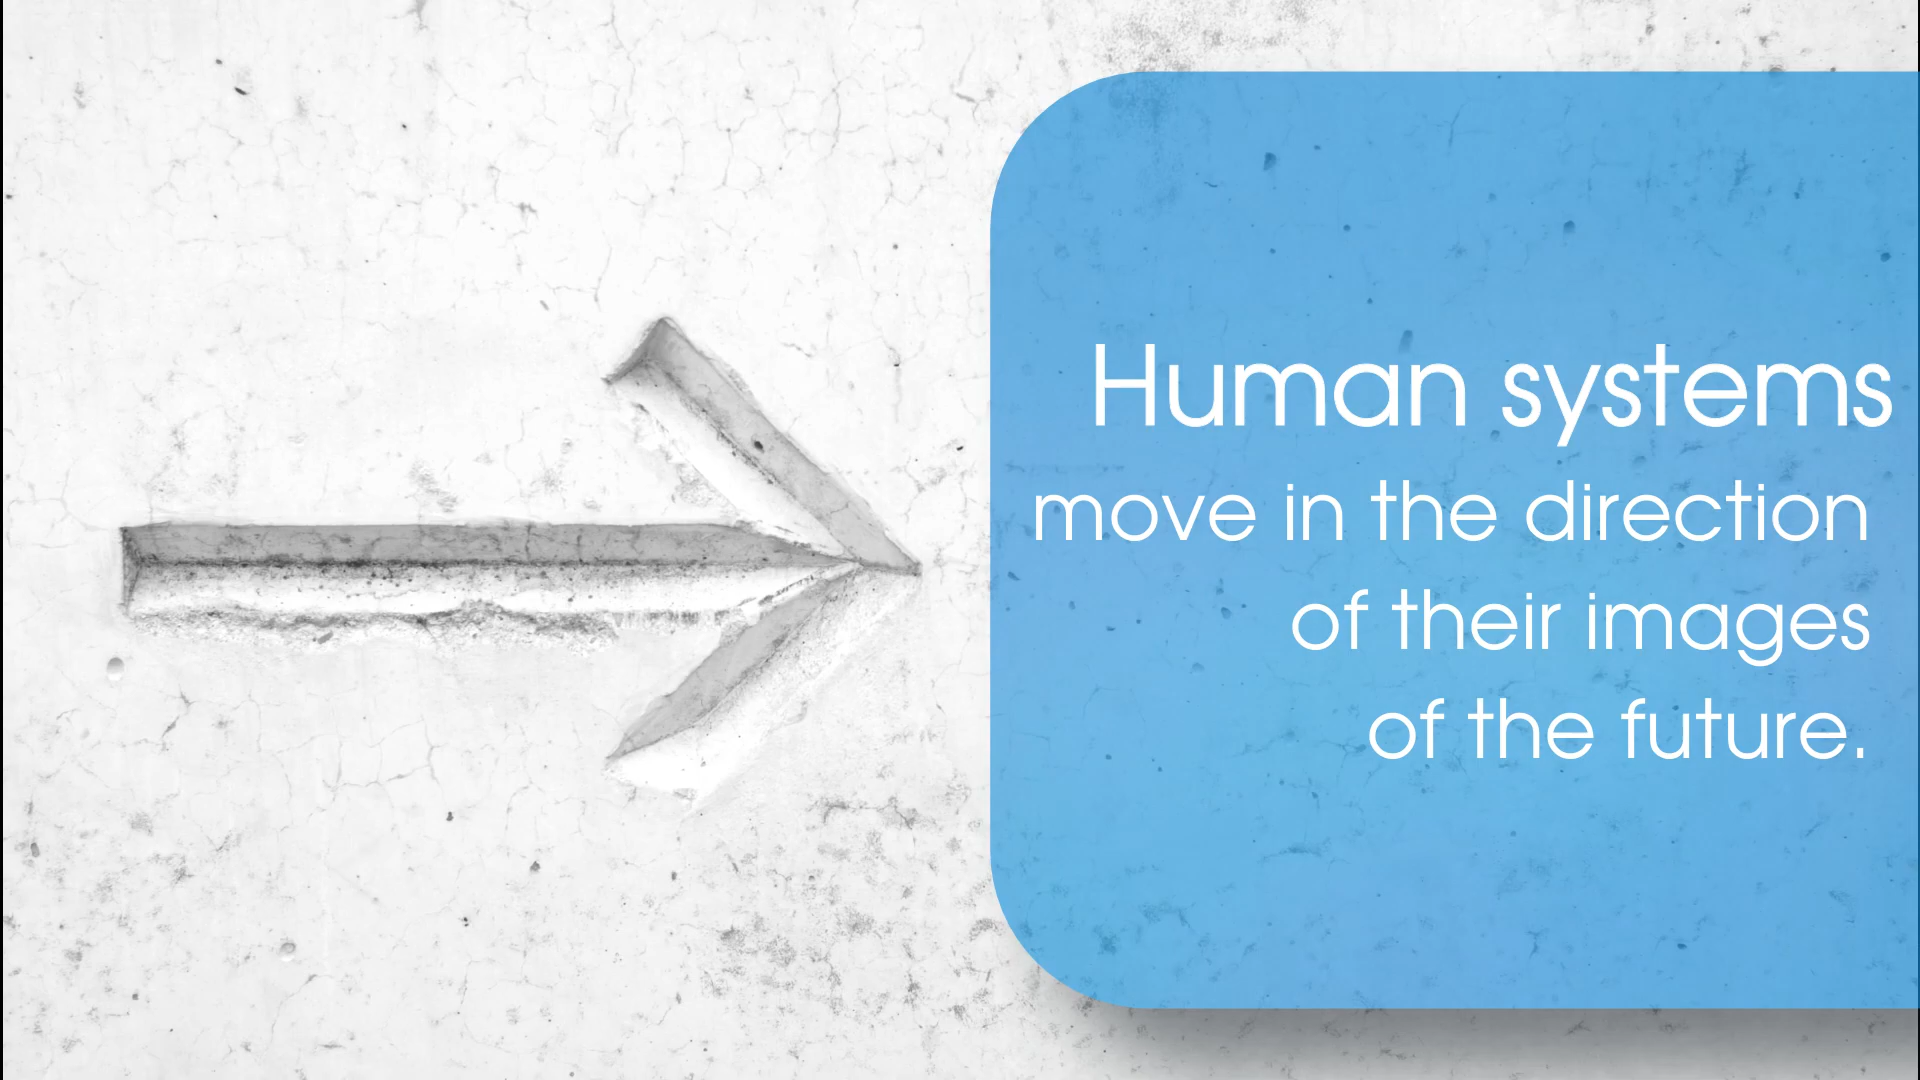 Human systems
move in the direction
of their images
of the future.